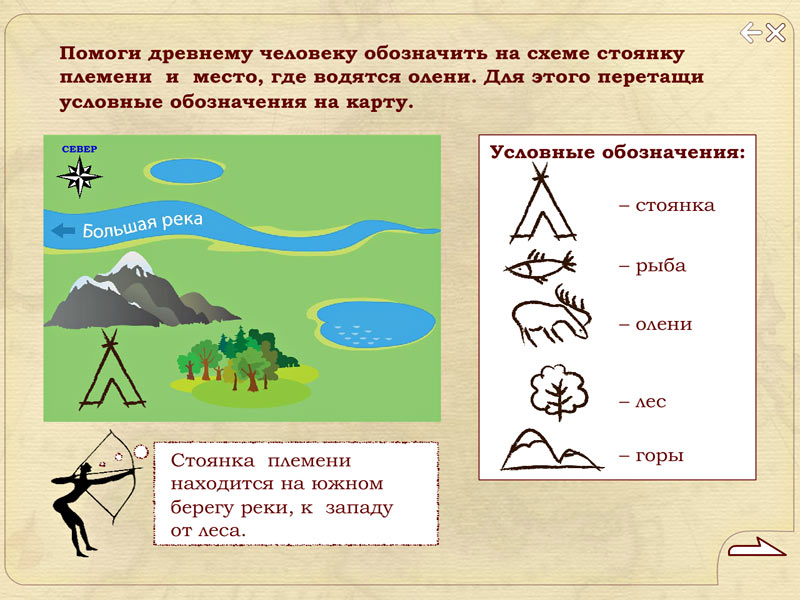 Помоги древнему человеку обозначить на схеме стоянку
племени и место, где водятся олени. Для этого перетащи
условные обозначения на карту.
СЕВЕР
Большая река
Условные обозначения:
– стоянка
– рыба
– олени
– лес
– горы
Стоянка племени
находится на южном
берегу реки, к западу
от леса.